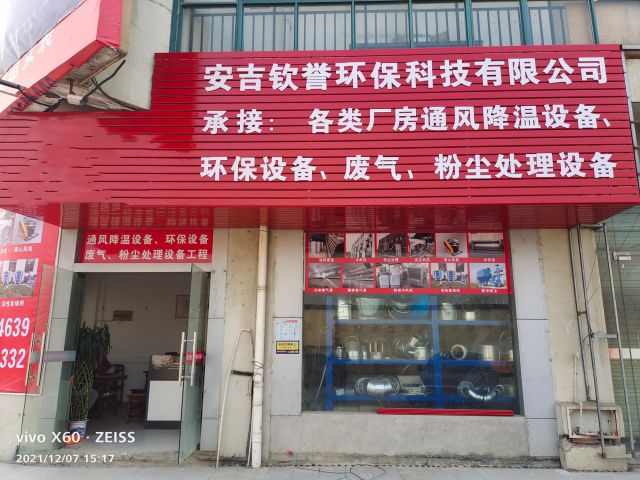 安吉钦誉环保科技有限公司
承接：各类厂房通风降温设备、
环保设备、废气、粉尘处理设备
通风降温设备、环保设备
废气、粉尘处理设备工程
4639
332
vivo X60 · ZEISS
2021/12/07 15:17